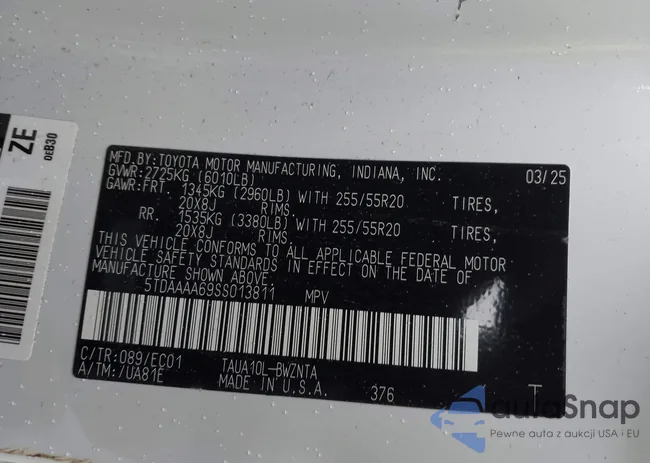 ZE
0EB30
MFD.BY:TOYOTA MOTOR MANUFACTURING, INDIANA, INC. 03/25
GVWR:2725KG (6010LB)
GAWR:FRT. 1345KG (2960LB) WITH 255/55R20 TIRES,
20X8J RIMS.
RR. 1535KG (3380LB) WITH 255/55R20 TIRES,
20X8J RIMS.
THIS VEHICLE CONFORMS TO ALL APPLICABLE FEDERAL MOTOR
VEHICLE SAFETY STANDARDS IN EFFECT ON THE DATE OF
MANUFACTURE SHOWN ABOVE.
5TDAAAA69SS013811 MPV
C/TR:089/EC01 TAUA10L-BWZNTA
A/TM:/UA81E MADE IN U.S.A. 376 T
autaSnap
Pewne auta z aukcji USA i EU